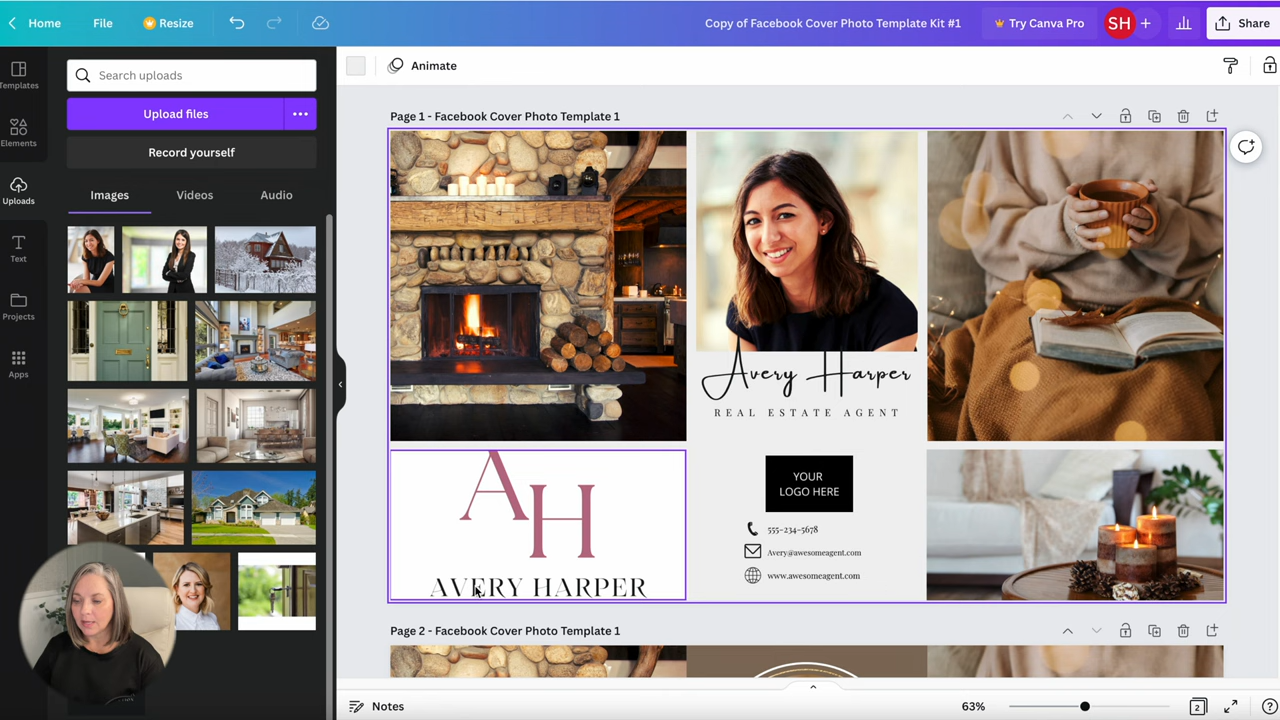 Home
File
Resize
Copy of Facebook Cover Photo Template Kit #1
Try Canva Pro
SH
+
Share
Templates
Elements
Uploads
Text
Projects
Apps
Search uploads
Upload files
Record yourself
Images
Videos
Audio
Animate
Page 1 - Facebook Cover Photo Template 1
Avery Harper
REAL ESTATE AGENT
AH
AVERY HARPER
YOUR
LOGO HERE
555-234-5678
Avery@awesomeagent.com
www.awesomeagent.com
Page 2 - Facebook Cover Photo Template 1
Notes
63%
2
?